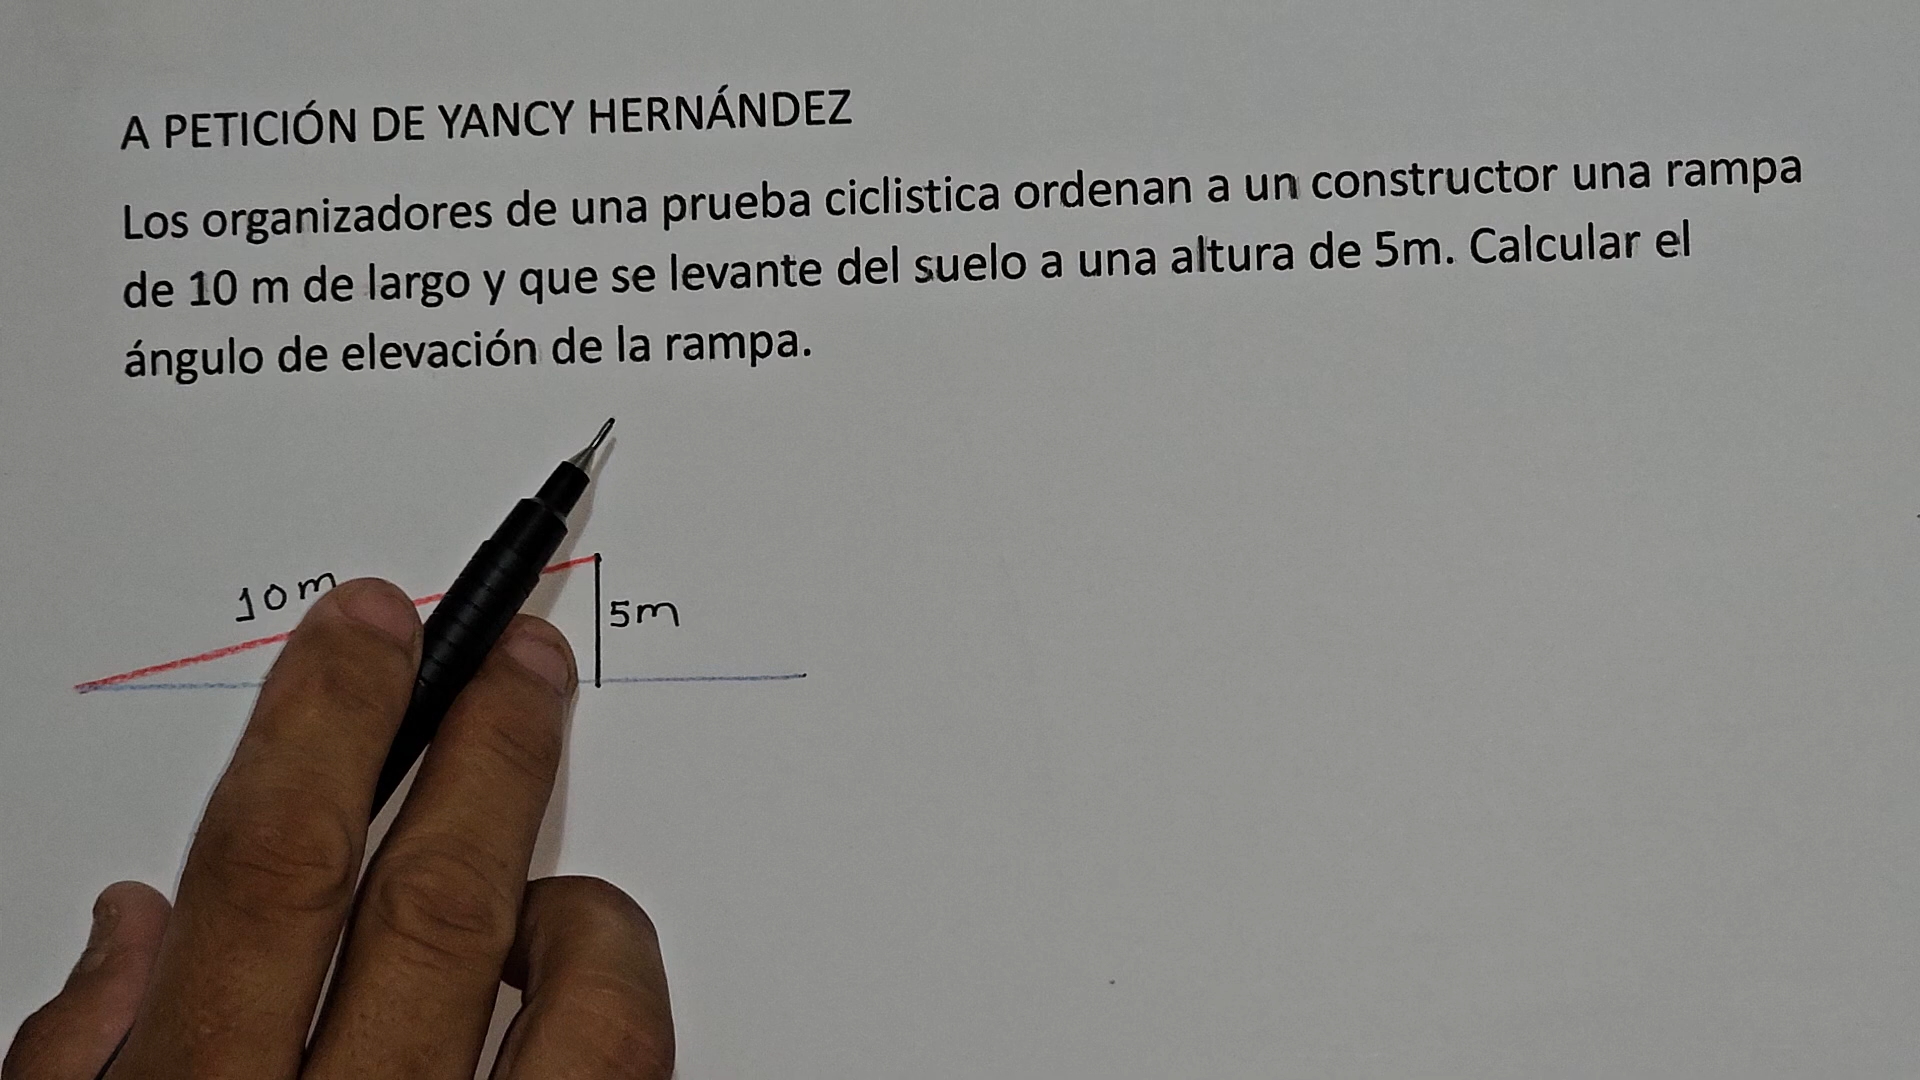 A PETICIÓN DE YANCY HERNÁNDEZ
Los organizadores de una prueba ciclistica ordenan a un constructor una rampa
de 10 m de largo y que se levante del suelo a una altura de 5m. Calcular el
ángulo de elevación de la rampa.
10m
5m